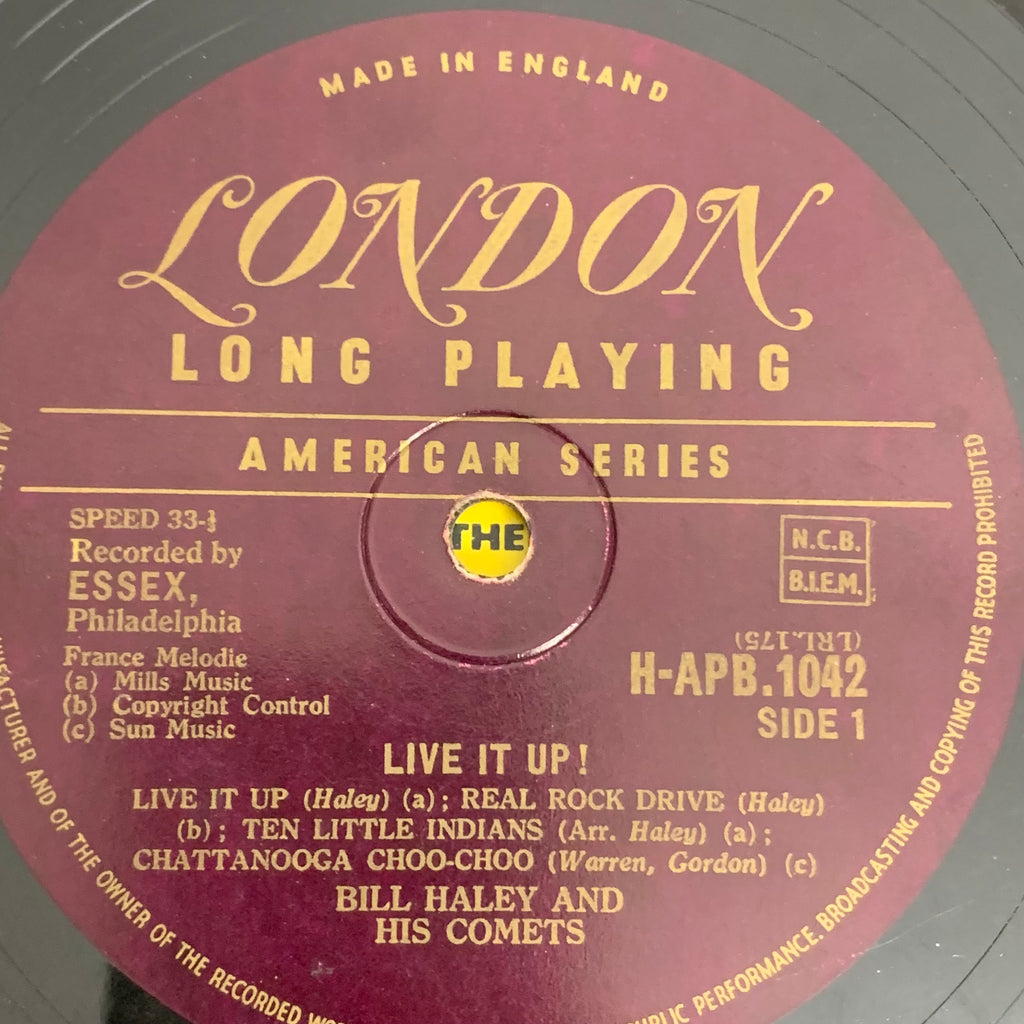 MADE IN ENGLAND
LONDON
LONG PLAYING
AMERICAN SERIES
SPEED 33-⅓
Recorded by
ESSEX,
Philadelphia
France Melodie
(a) Mills Music
(b) Copyright Control
(c) Sun Music
THE
N.C.B.
B.I.E.M.
(LRL.175)
H-APB.1042
SIDE 1
LIVE IT UP!
LIVE IT UP (Haley) (a); REAL ROCK DRIVE (Haley)
(b); TEN LITTLE INDIANS (Arr. Haley) (a);
CHATTANOOGA CHOO-CHOO (Warren, Gordon) (c)
BILL HALEY AND
HIS COMETS
AND OF THE OWNER OF THE RECORDED
PERFORMANCE. BROADCASTING AND COPYING OF THIS RECORD PROHIBITED